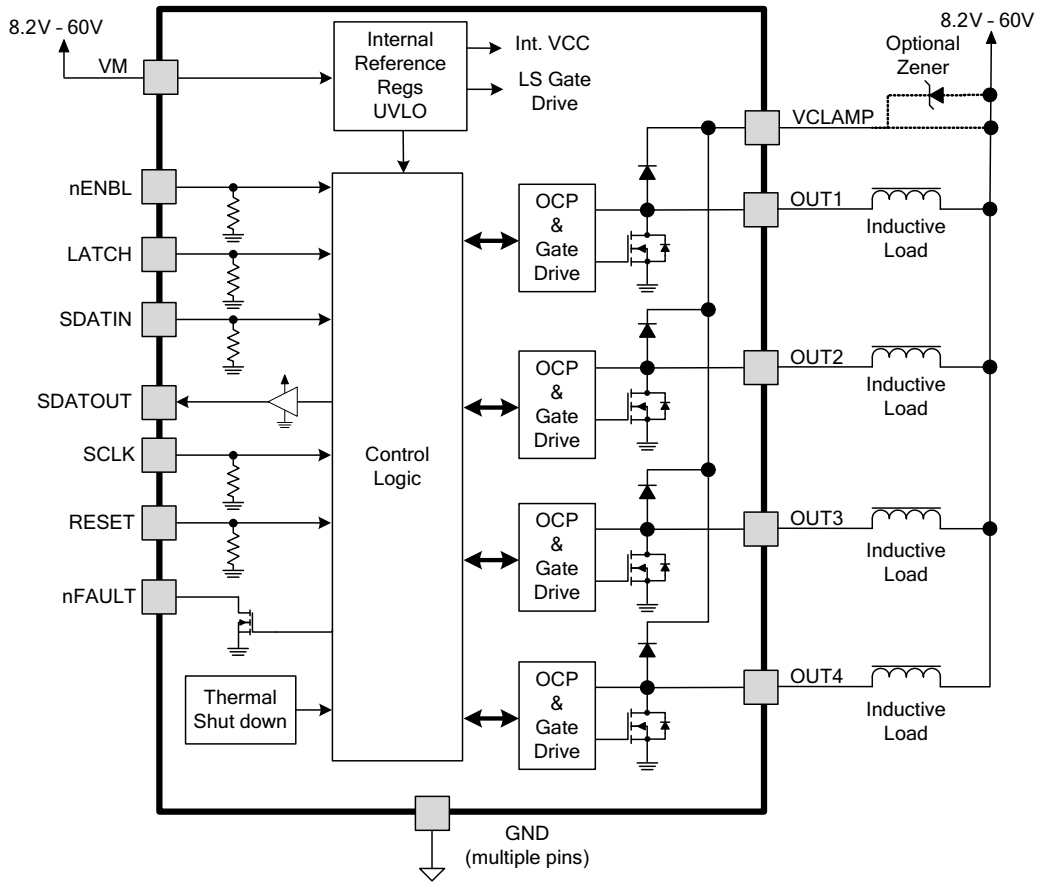 8.2V – 60V
VM
Internal
Reference
Regs
UVLO
Int. VCC
LS Gate
Drive
8.2V – 60V
Optional
Zener
VCLAMP
nENBL
LATCH
SDATIN
SDATOUT
SCLK
RESET
nFAULT
Control
Logic
Thermal
Shut down
OCP
&
Gate
Drive
OUT1
Inductive
Load
OCP
&
Gate
Drive
OUT2
Inductive
Load
OCP
&
Gate
Drive
OUT3
Inductive
Load
OCP
&
Gate
Drive
OUT4
Inductive
Load
GND
(multiple pins)